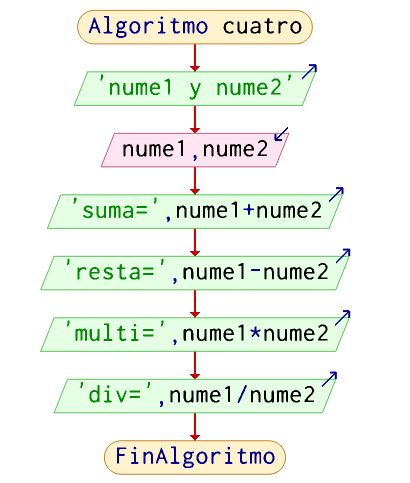 Algoritmo cuatro
'nume1 y nume2'
nume1,nume2
'suma=',nume1+nume2
'resta=',nume1-nume2
'multi=',nume1*nume2
'div=',nume1/nume2
FinAlgoritmo